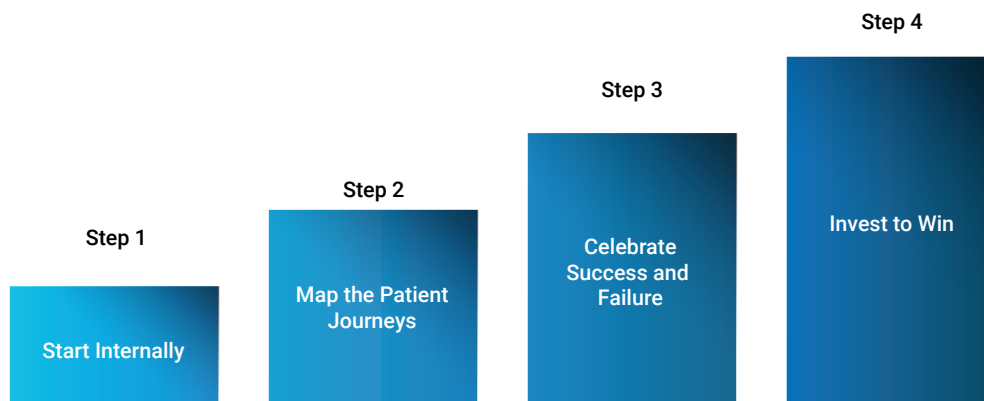 Step 1
Start Internally
Step 2
Map the Patient
Journeys
Step 3
Celebrate
Success and
Failure
Step 4
Invest to Win